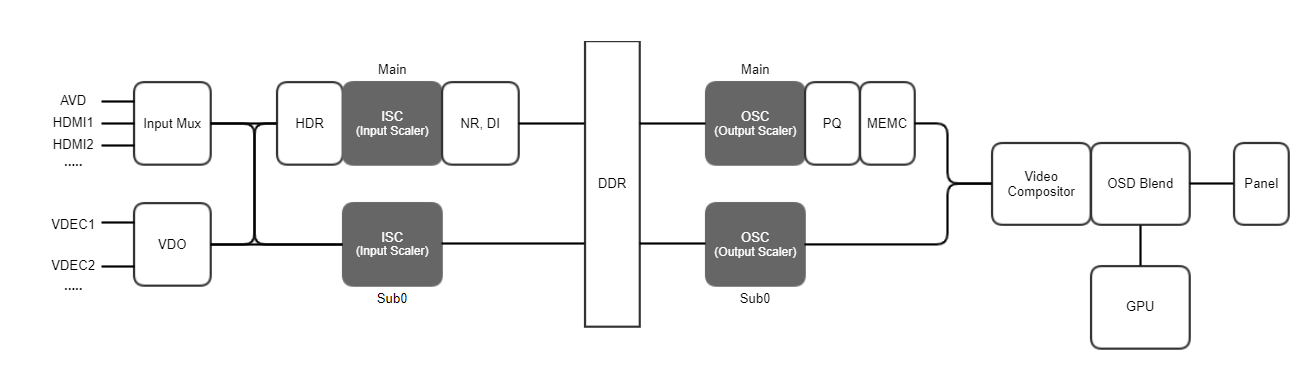 Main
Main
AVD
HDMI1
HDMI2
.....
Input Mux
HDR
ISC
(Input Scaler)
NR, DI
DDR
OSC
(Output Scaler)
PQ
MEMC
Video
Compositor
OSD Blend
Panel
VDEC1
VDEC2
.....
VDO
ISC
(Input Scaler)
Sub0
OSC
(Output Scaler)
Sub0
GPU